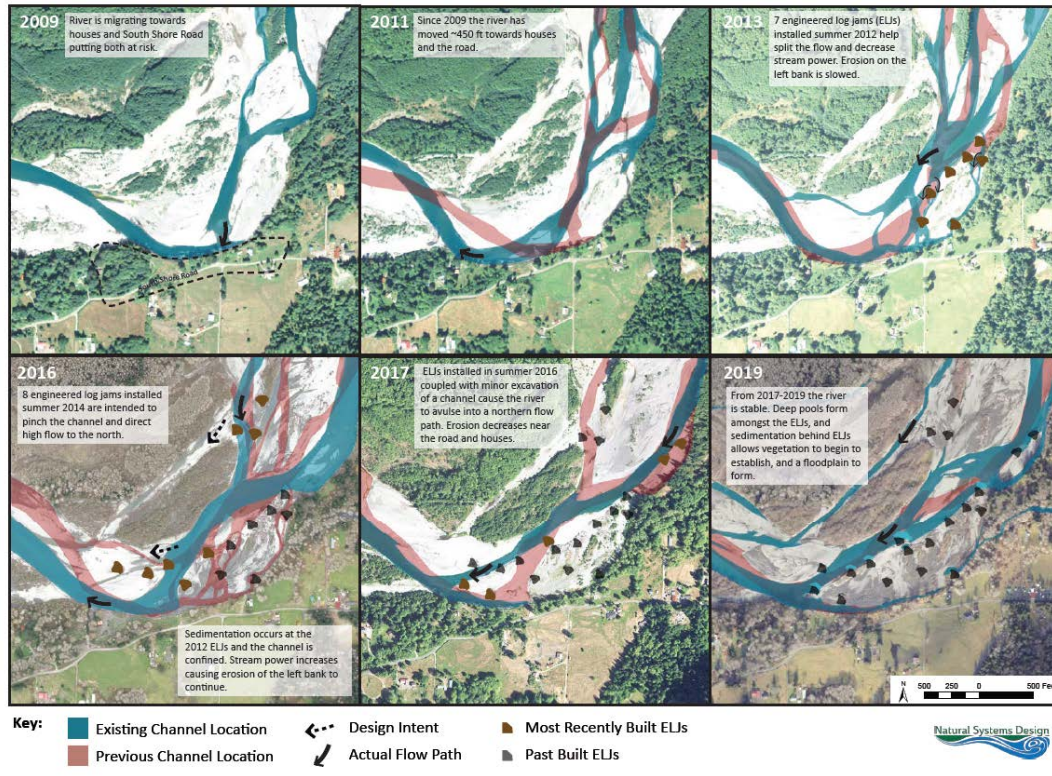 2009
River is migrating towards
houses and South Shore Road
putting both at risk.
South Shore Road
2011
Since 2009 the river has
moved ~450 ft towards houses
and the road.
2013
7 engineered log jams (ELJs)
installed summer 2012 help
split the flow and decrease
stream power. Erosion on the
left bank is slowed.
2016
8 engineered log jams installed
summer 2014 are intended to
pinch the channel and direct
high flow to the north.
Sedimentation occurs at the
2012 ELJs and the channel is
confined. Stream power increases
causing erosion of the left bank to
continue.
2017
ELJs installed in summer 2016
coupled with minor excavation
of a channel cause the river
to avulse into a northern flow
path. Erosion decreases near
the road and houses.
2019
From 2017-2019 the river
is stable. Deep pools form
amongst the ELJs, and
sedimentation behind ELJs
allows vegetation to begin to
establish, and a floodplain to
form.
N
500 250 0 500 Feet
Key:
Existing Channel Location
Previous Channel Location
Design Intent
Actual Flow Path
Most Recently Built ELJs
Past Built ELJs
Natural Systems Design